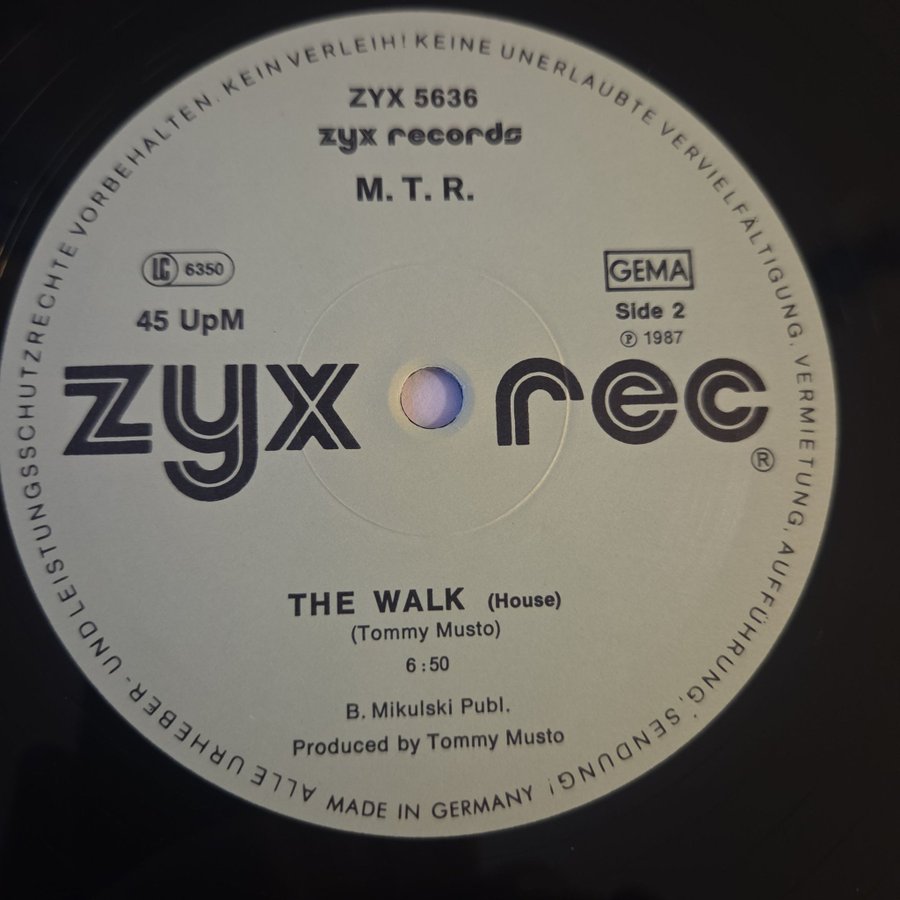 ALLE URHEBER- UND LEISTUNGSSCHUTZRECHTE VORBEHALTEN. KEIN VERLEIH! KEINE UNERLAUBTE VERVIELFÄLTIGUNG, VERMIETUNG, AUFFÜHRUNG, SENDUNG!
ZYX 5636
zyx records
M. T. R.
LC 6350
GEMA
45 UpM
Side 2
Ⓟ 1987
zyx rec
®
THE WALK (House)
(Tommy Musto)
6:50
B. Mikulski Publ.
Produced by Tommy Musto
MADE IN GERMANY